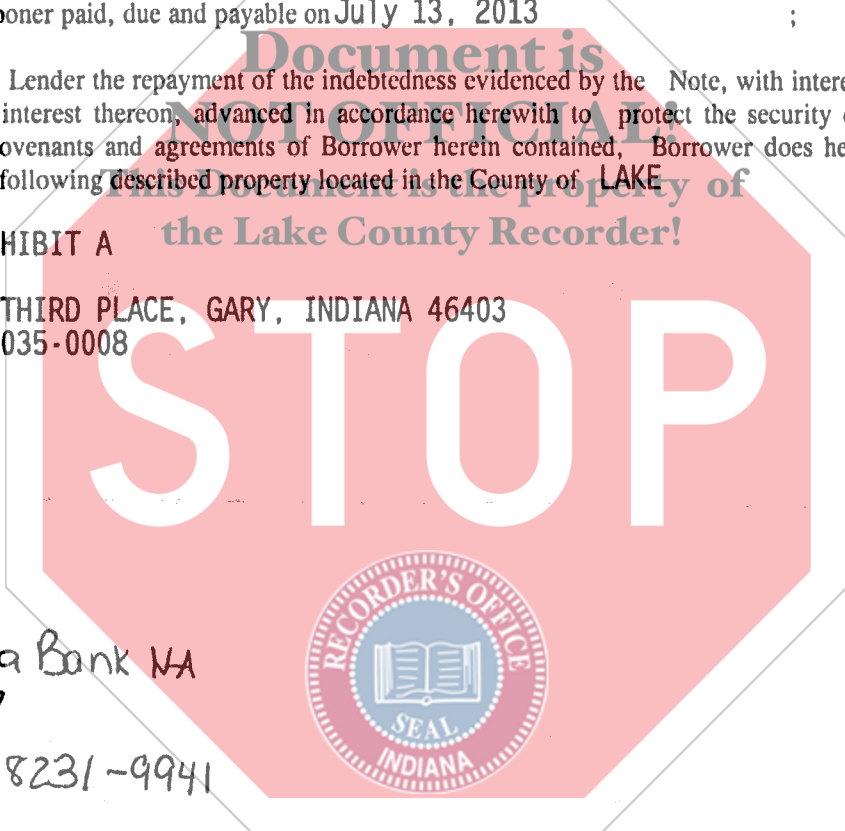 ooner paid, due and payable on July 13, 2013 ;
Document is
Lender the repayment of the indebtedness evidenced by the Note, with intere
NOT OFFICIAL!
interest thereon, advanced in accordance herewith to protect the security o
ovenants and agreements of Borrower herein contained, Borrower does he
following described property located in the County of LAKE
This Document is the property of
the Lake County Recorder!
HIBIT A
THIRD PLACE, GARY, INDIANA 46403
035-0008
STOP
RECORDER'S OFFICE
SEAL
INDIANA
a Bank NA
8231-9941